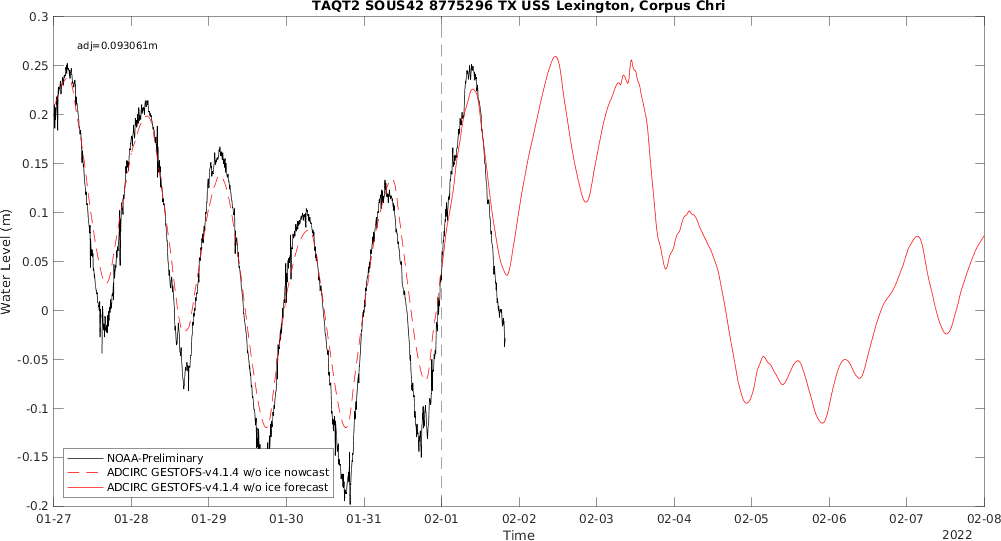 TAQT2 SOUS42 8775296 TX USS Lexington, Corpus Chri
adj=0.093061m
0.3
0.25
0.2
0.15
0.1
0.05
0
-0.05
-0.1
-0.15
-0.2
Water Level (m)
NOAA-Preliminary
ADCIRC GESTOFS-v4.1.4 w/o ice nowcast
ADCIRC GESTOFS-v4.1.4 w/o ice forecast
01-27 01-28 01-29 01-30 01-31 02-01 02-02 02-03 02-04 02-05 02-06 02-07 02-08
Time
2022